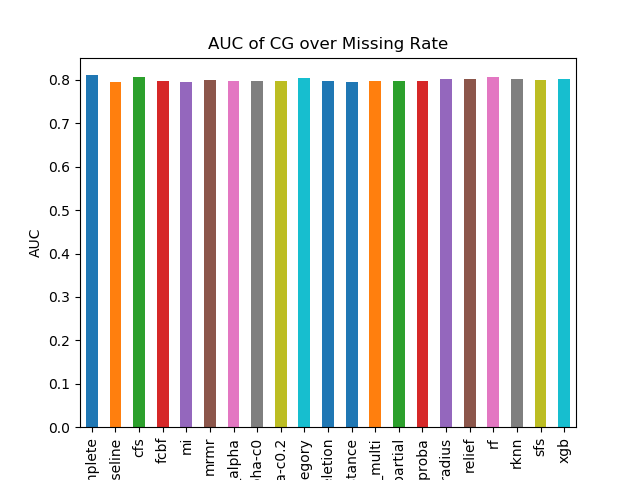 AUC of CG over Missing Rate
AUC
0.8
0.7
0.6
0.5
0.4
0.3
0.2
0.1
0.0
nplete
seline
cfs
fcbf
mi
mrmr
_alpha
ha-c0
a-c0.2
egory
eletion
tance
_multi
partial
proba
radius
relief
rf
rknn
sfs
xgb